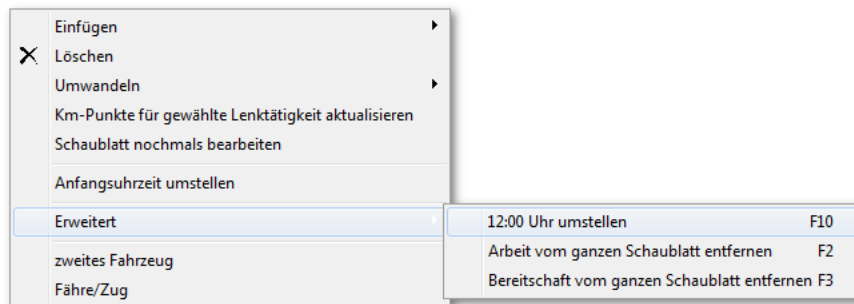 Einfügen
Löschen
Umwandeln
Km-Punkte für gewählte Lenktätigkeit aktualisieren
Schaublatt nochmals bearbeiten
Anfangsuhrzeit umstellen
Erweitert
12:00 Uhr umstellen F10
Arbeit vom ganzen Schaublatt entfernen F2
Bereitschaft vom ganzen Schaublatt entfernen F3
zweites Fahrzeug
Fähre/Zug